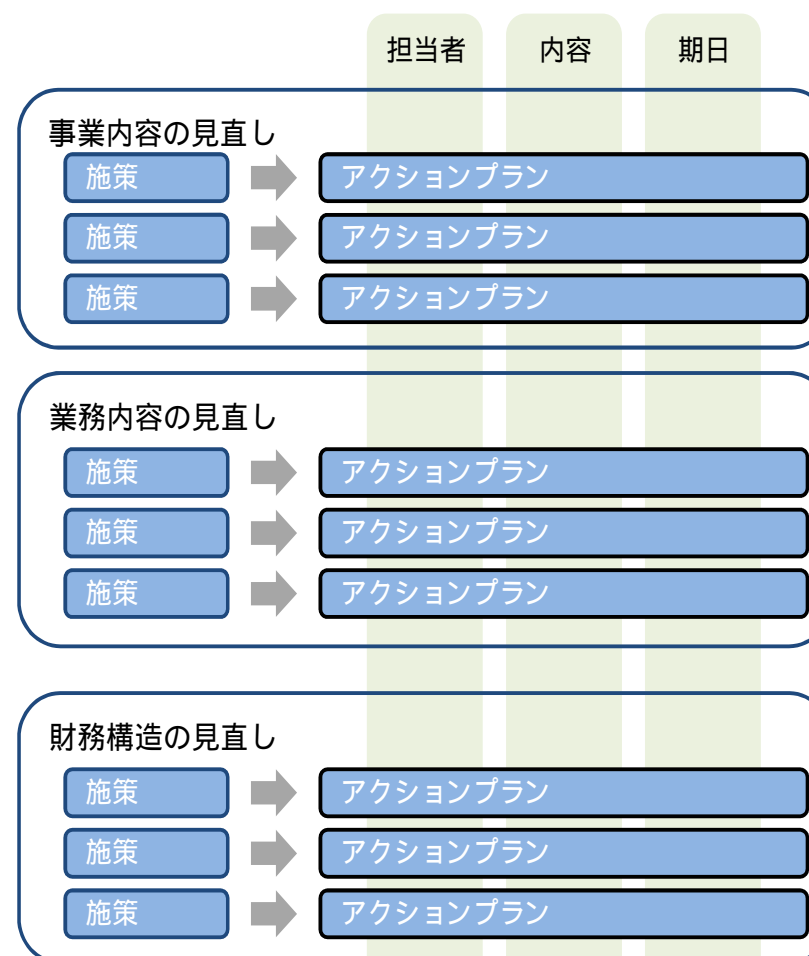 担当者 内容 期日
事業内容の見直し
施策 アクションプラン
施策 アクションプラン
施策 アクションプラン
業務内容の見直し
施策 アクションプラン
施策 アクションプラン
施策 アクションプラン
財務構造の見直し
施策 アクションプラン
施策 アクションプラン
施策 アクションプラン